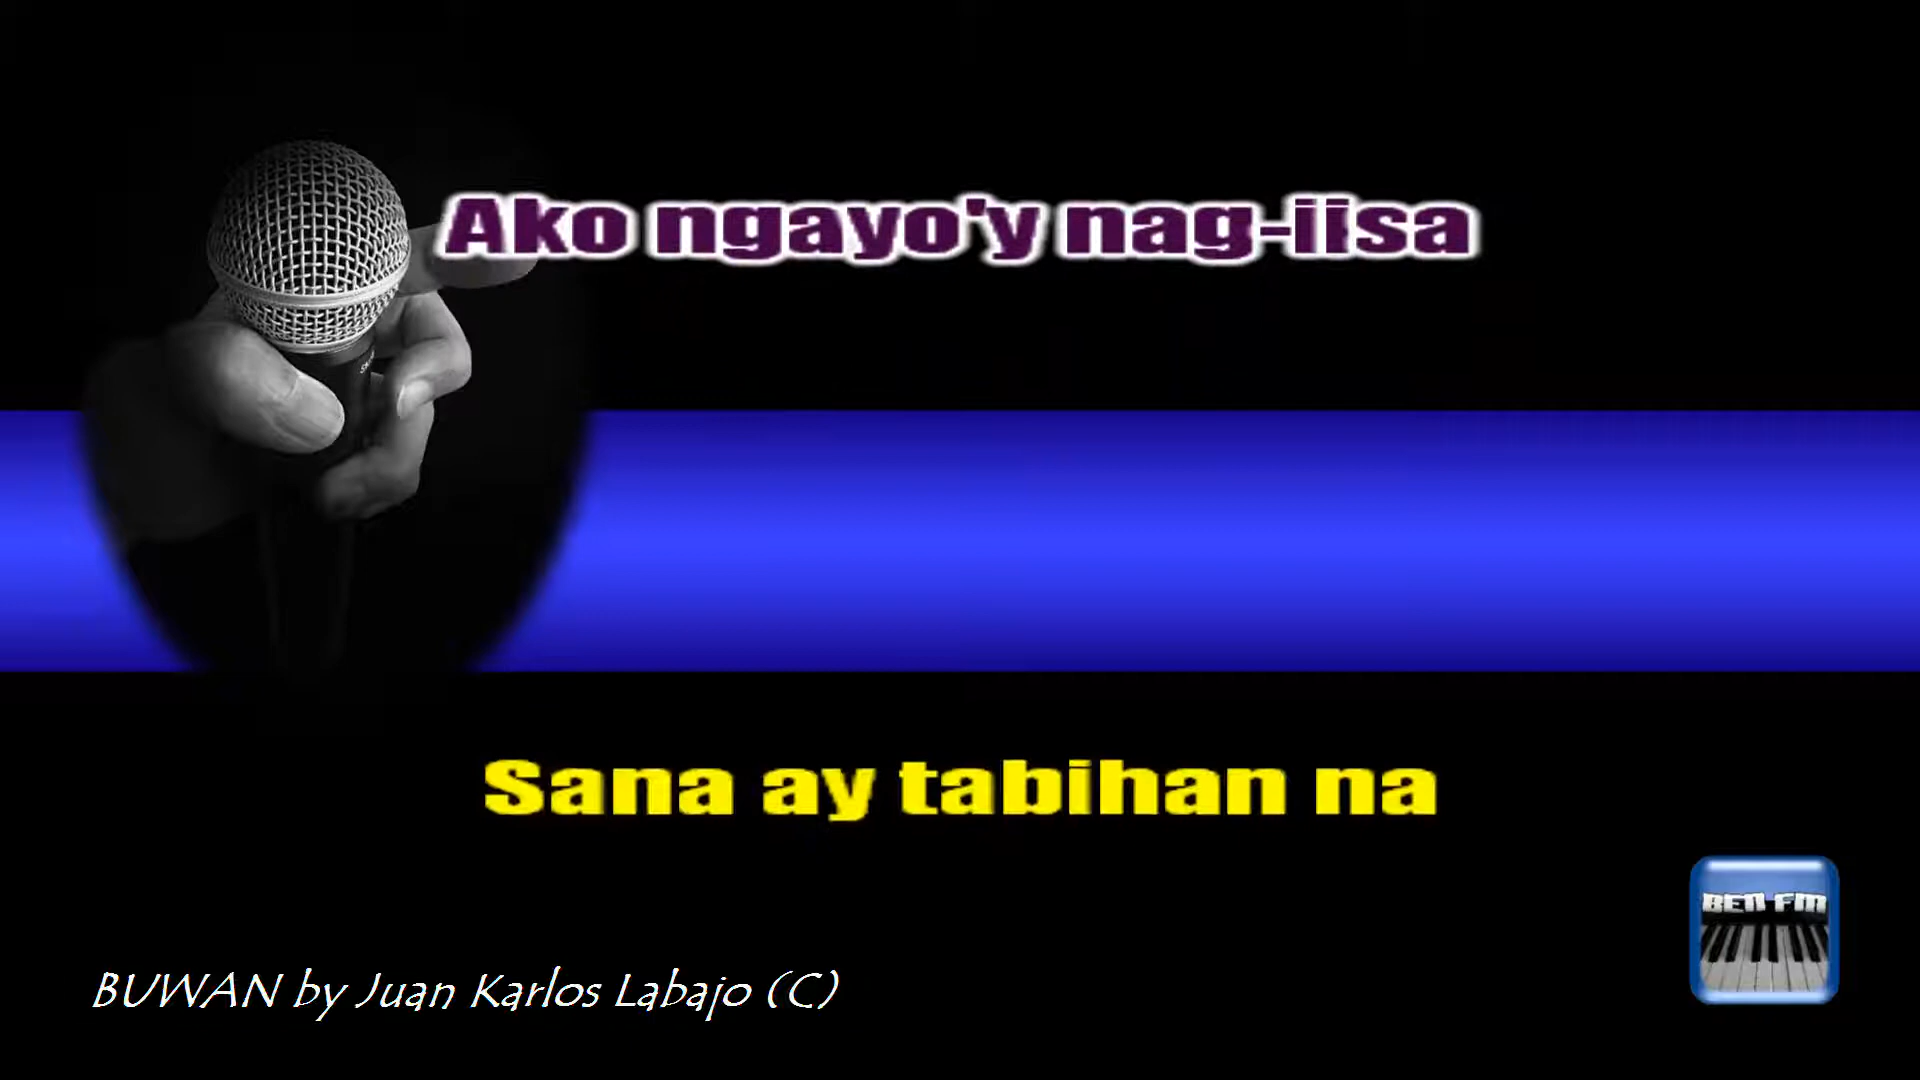 Ako ngayo'y nag-iisa
Sana ay tabihan na
BEN FM
BUWAN by Juan Karlos Labajo (C)